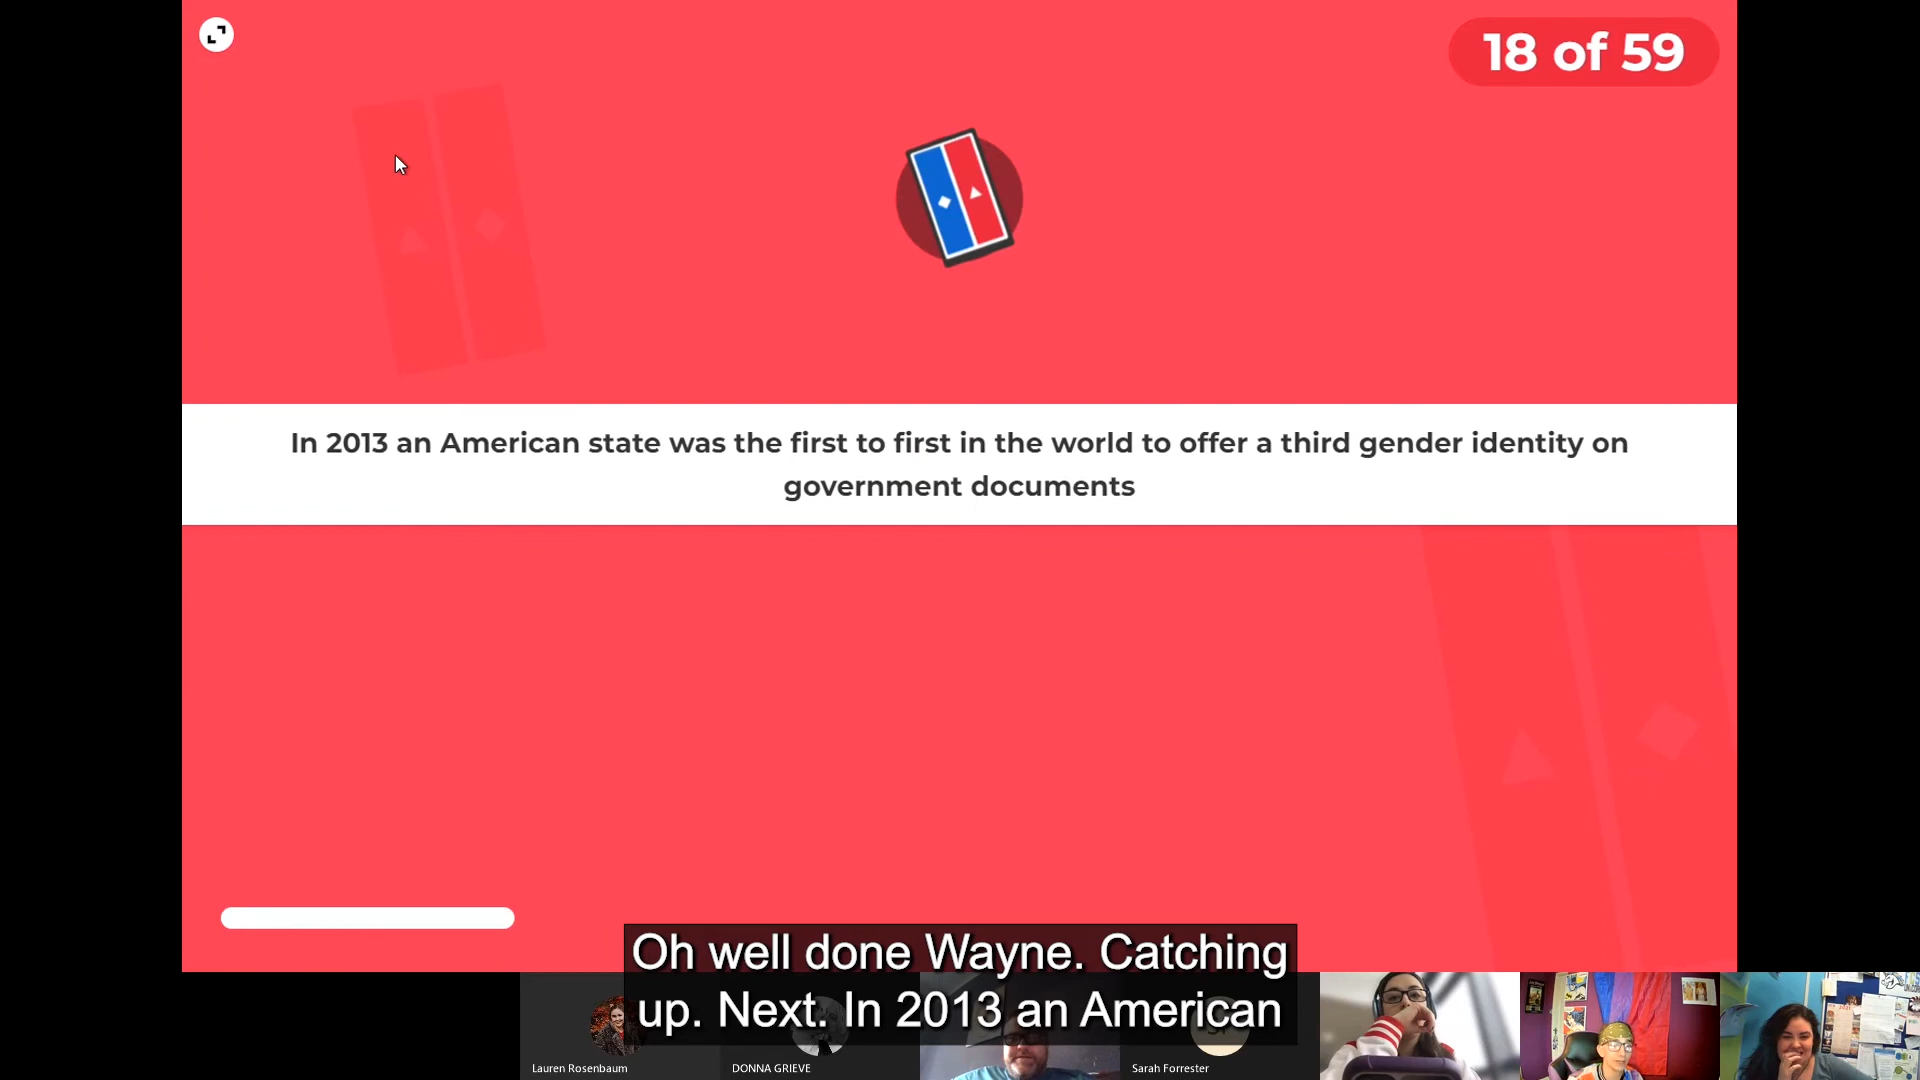 18 of 59
In 2013 an American state was the first to first in the world to offer a third gender identity on
government documents
Oh well done Wayne. Catching
up. Next. In 2013 an American
Lauren Rosenbaum
DONNA GRIEVE
Sarah Forrester